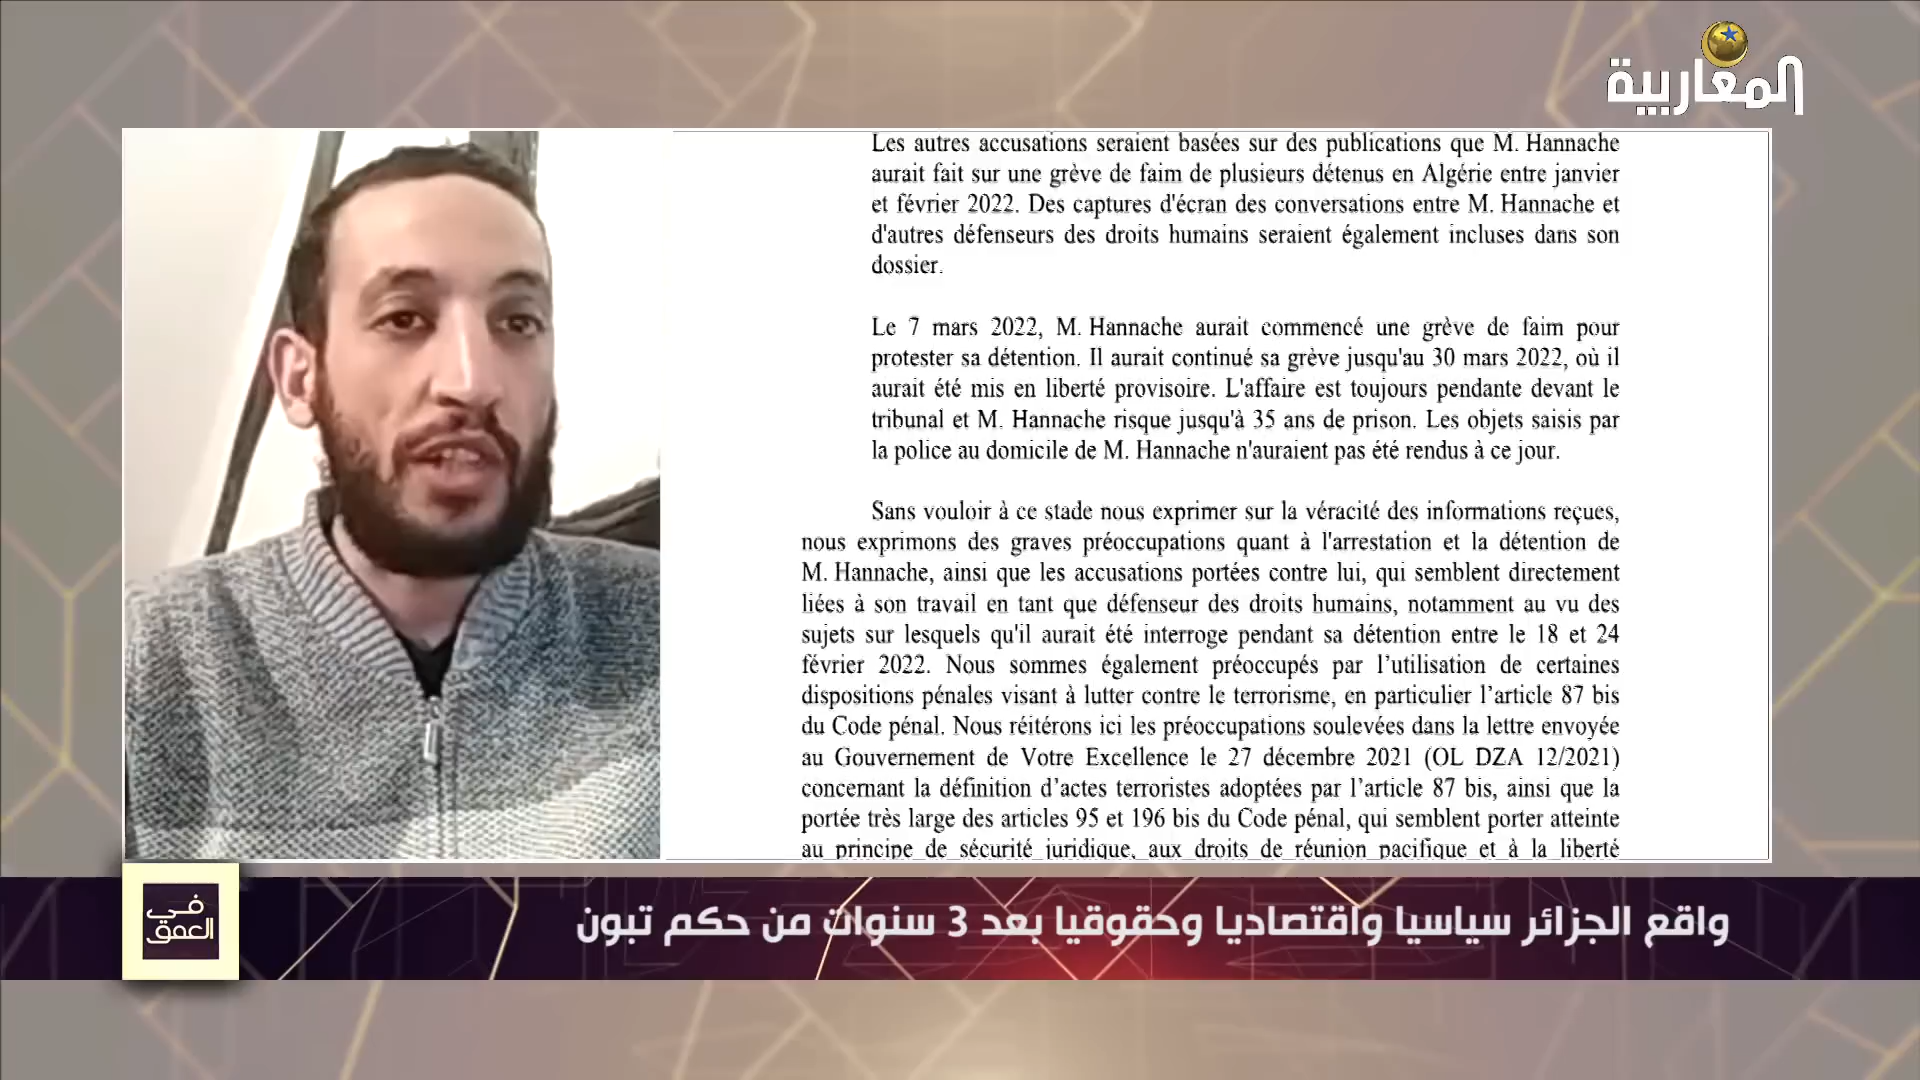 المغاربية
Les autres accusations seraient basées sur des publications que M. Hannache
aurait fait sur une grève de faim de plusieurs détenus en Algérie entre janvier
et février 2022. Des captures d'écran des conversations entre M. Hannache et
d'autres défenseurs des droits humains seraient également incluses dans son
dossier.
Le 7 mars 2022, M. Hannache aurait commencé une grève de faim pour
protester sa détention. Il aurait continué sa grève jusqu'au 30 mars 2022, où il
aurait été mis en liberté provisoire. L'affaire est toujours pendante devant le
tribunal et M. Hannache risque jusqu'à 35 ans de prison. Les objets saisis par
la police au domicile de M. Hannache n'auraient pas été rendus à ce jour.
Sans vouloir à ce stade nous exprimer sur la véracité des informations reçues,
nous exprimons des graves préoccupations quant à l'arrestation et la détention de
M. Hannache, ainsi que les accusations portées contre lui, qui semblent directement
liées à son travail en tant que défenseur des droits humains, notamment au vu des
sujets sur lesquels qu'il aurait été interroge pendant sa détention entre le 18 et 24
février 2022. Nous sommes également préoccupés par l’utilisation de certaines
dispositions pénales visant à lutter contre le terrorisme, en particulier l’article 87 bis
du Code pénal. Nous réitérons ici les préoccupations soulevées dans la lettre envoyée
au Gouvernement de Votre Excellence le 27 décembre 2021 (OL DZA 12/2021)
concernant la définition d’actes terroristes adoptées par l’article 87 bis, ainsi que la
portée très large des articles 95 et 196 bis du Code pénal, qui semblent porter atteinte
au principe de sécurité juridique, aux droits de réunion pacifique et à la liberté
في
العمق
واقع الجزائر سياسيا واقتصاديا وحقوقيا بعد 3 سنوات من حكم تبون